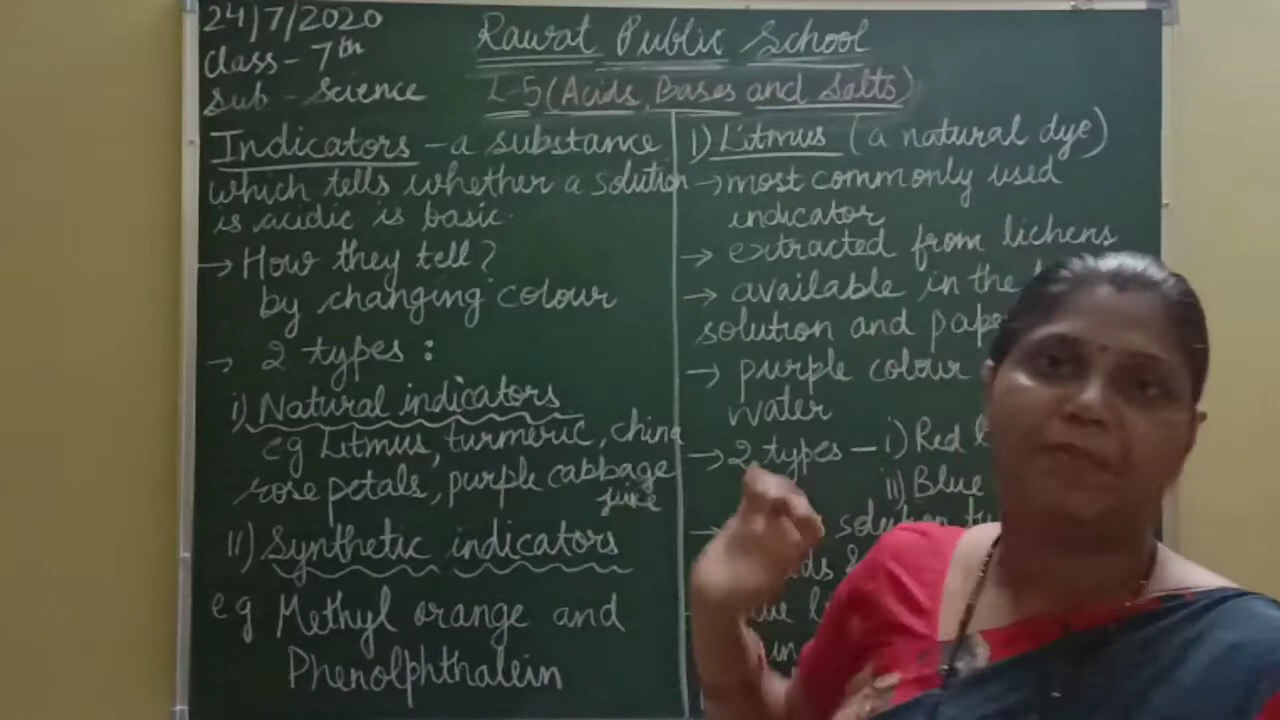 24/7/2020
Class - 7th
Sub - Science
Rawat Public School
L-5 (Acids, Bases and Salts)
Indicators - a substance
which tells whether a solution
is acidic is basic.
→ How they tell?
by changing colour
→ 2 types :
i) Natural indicators
eg Litmus, turmeric, china
rose petals, purple cabbage
juice
II) Synthetic indicators
eg Methyl orange and
Phenolphthalein
1) Litmus (a natural dye)
→ most commonly used
indicator
→ extracted from lichens
→ available in the
solution and
→ purple colour
water
→ 2 types - i) Red
ii) Blue
→ solution